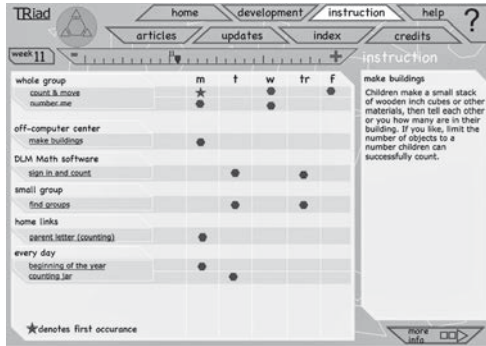 TRiad
home development instruction help ?
articles updates index credits
week 11
instruction
m t w tr f
whole group
count & move
number me
off-computer center
make buildings
DLM Math software
sign in and count
small group
find groups
home links
parent letter (counting)
every day
beginning of the year
counting jar
★denotes first occurance
make buildings
Children make a small stack
of wooden inch cubes or other
materials, then tell each other
or you how many are in their
building. If you like, limit the
number of objects to a
number children can
successfully count.
more
info